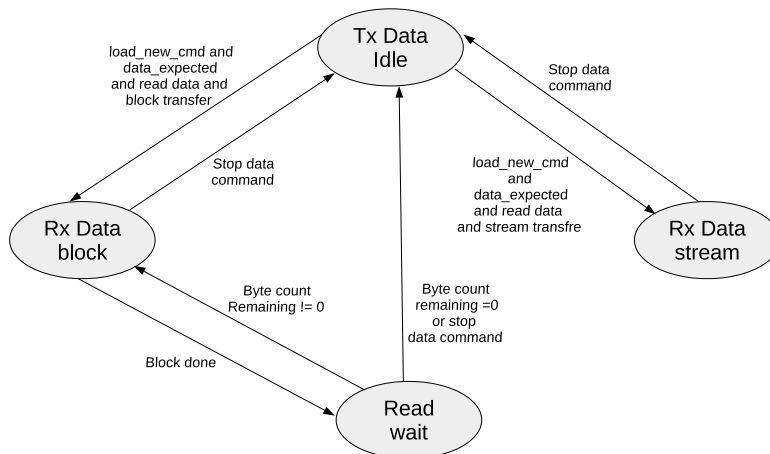 Tx Data
Idle
load_new_cmd and
data_expected
and read data and
block transfer
Stop data
command
Stop data
command
load_new_cmd
and
data_expected
and read data
and stream transfre
Rx Data
block
Rx Data
stream
Byte count
Remaining != 0
Byte count
remaining =0
or stop
data command
Block done
Read
wait